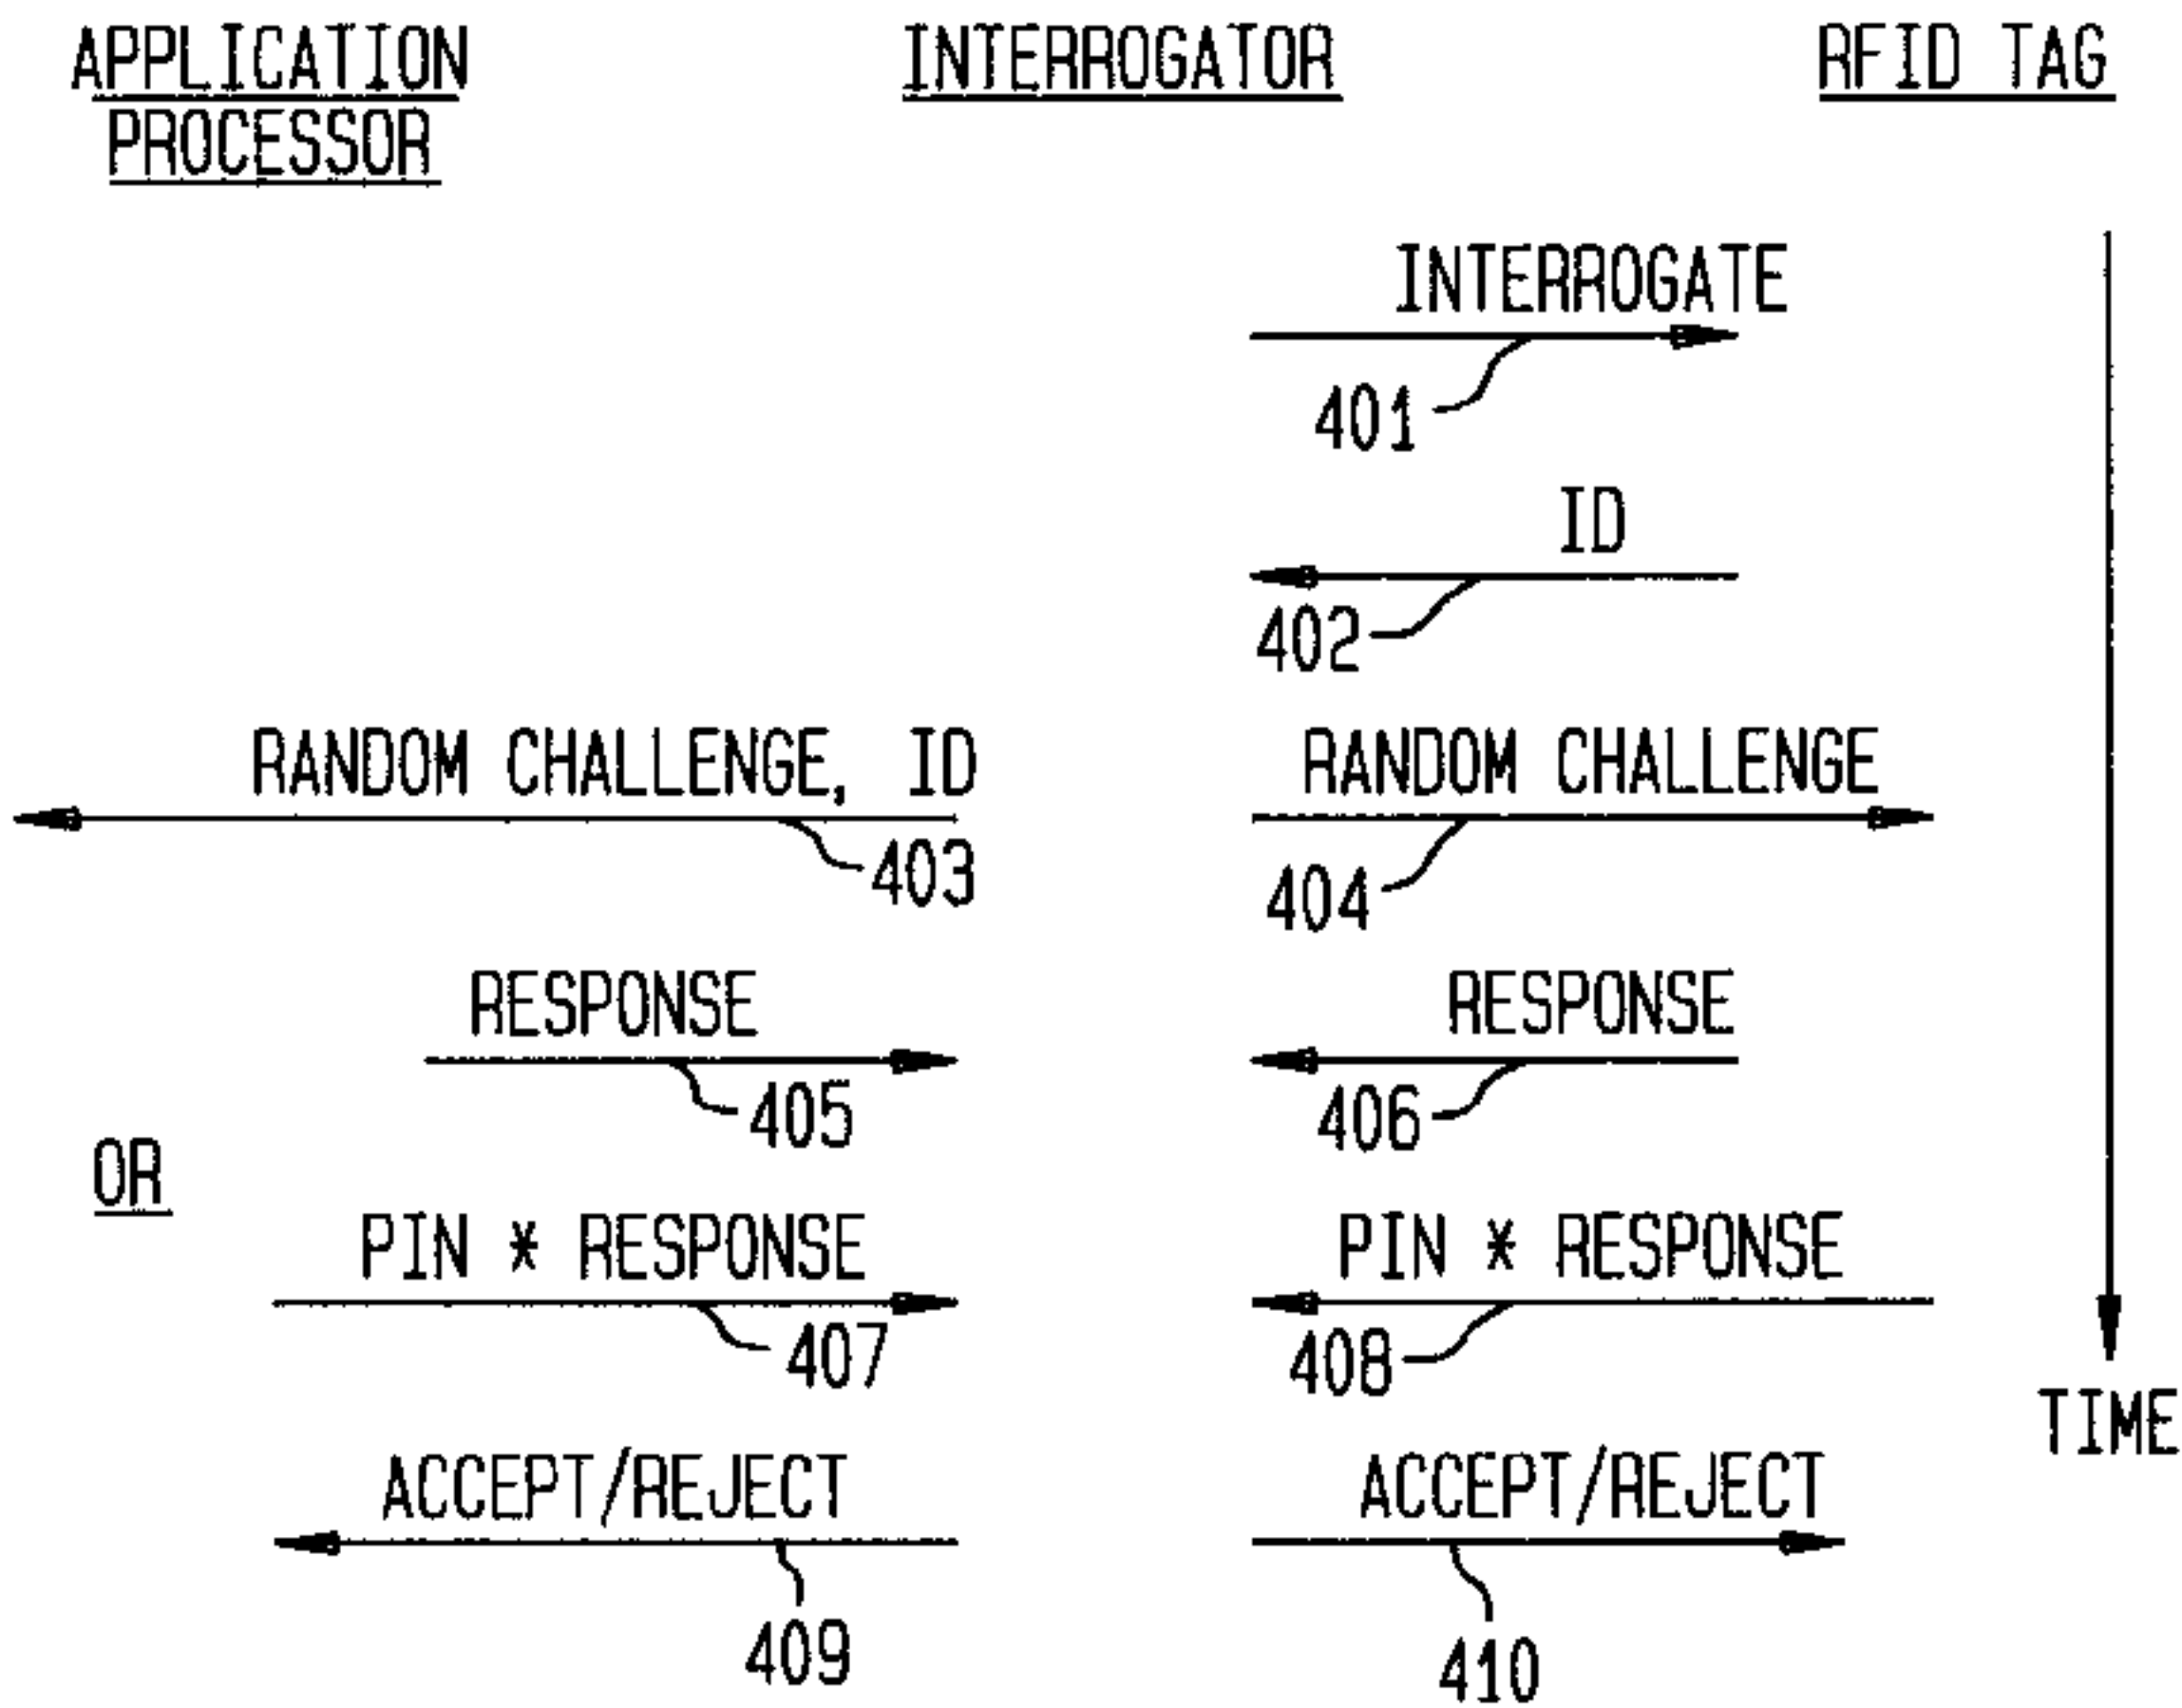 APPLICATION
PROCESSOR
INTERROGATOR
RFID TAG
INTERROGATE
401
ID
402
RANDOM CHALLENGE, ID
RANDOM CHALLENGE
403
404
RESPONSE
RESPONSE
405
406
OR
PIN * RESPONSE
PIN * RESPONSE
407
408
TIME
ACCEPT/REJECT
ACCEPT/REJECT
409
410